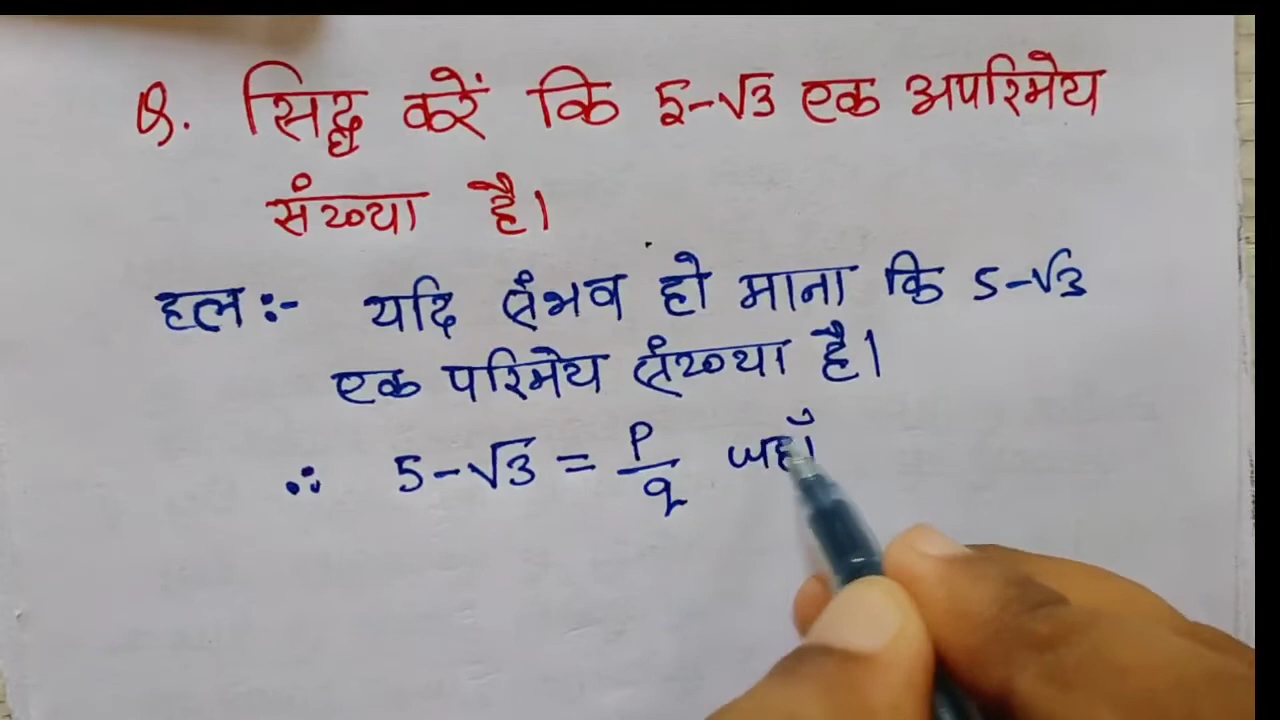 Q. सिद्ध करें कि 5-√3 एक अपरिमेय
संख्या है।
हल:- यदि संभव हो माना कि 5-√3
एक परिमेय संख्या है।
∴ 5-√3 = p/q जहाँ